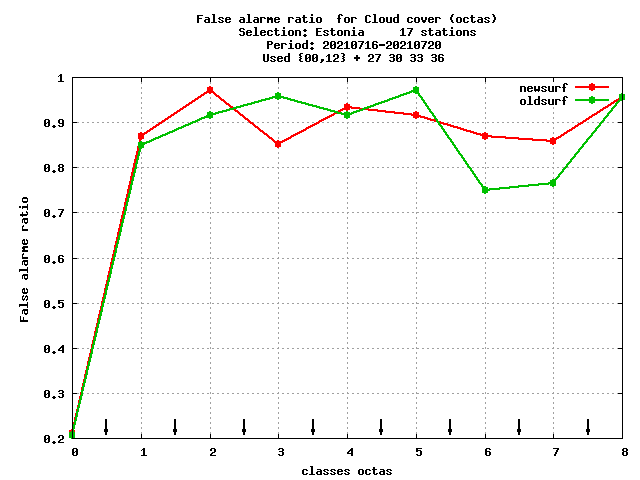 False alarme ratio  for Cloud cover (octas)
Selection: Estonia     17 stations
Period: 20210716-20210720
Used {00,12} + 27 30 33 36
newsurf
oldsurf
1
0.9
0.8
0.7
0.6
0.5
0.4
0.3
0.2
False alarme ratio
0 1 2 3 4 5 6 7 8
classes octas